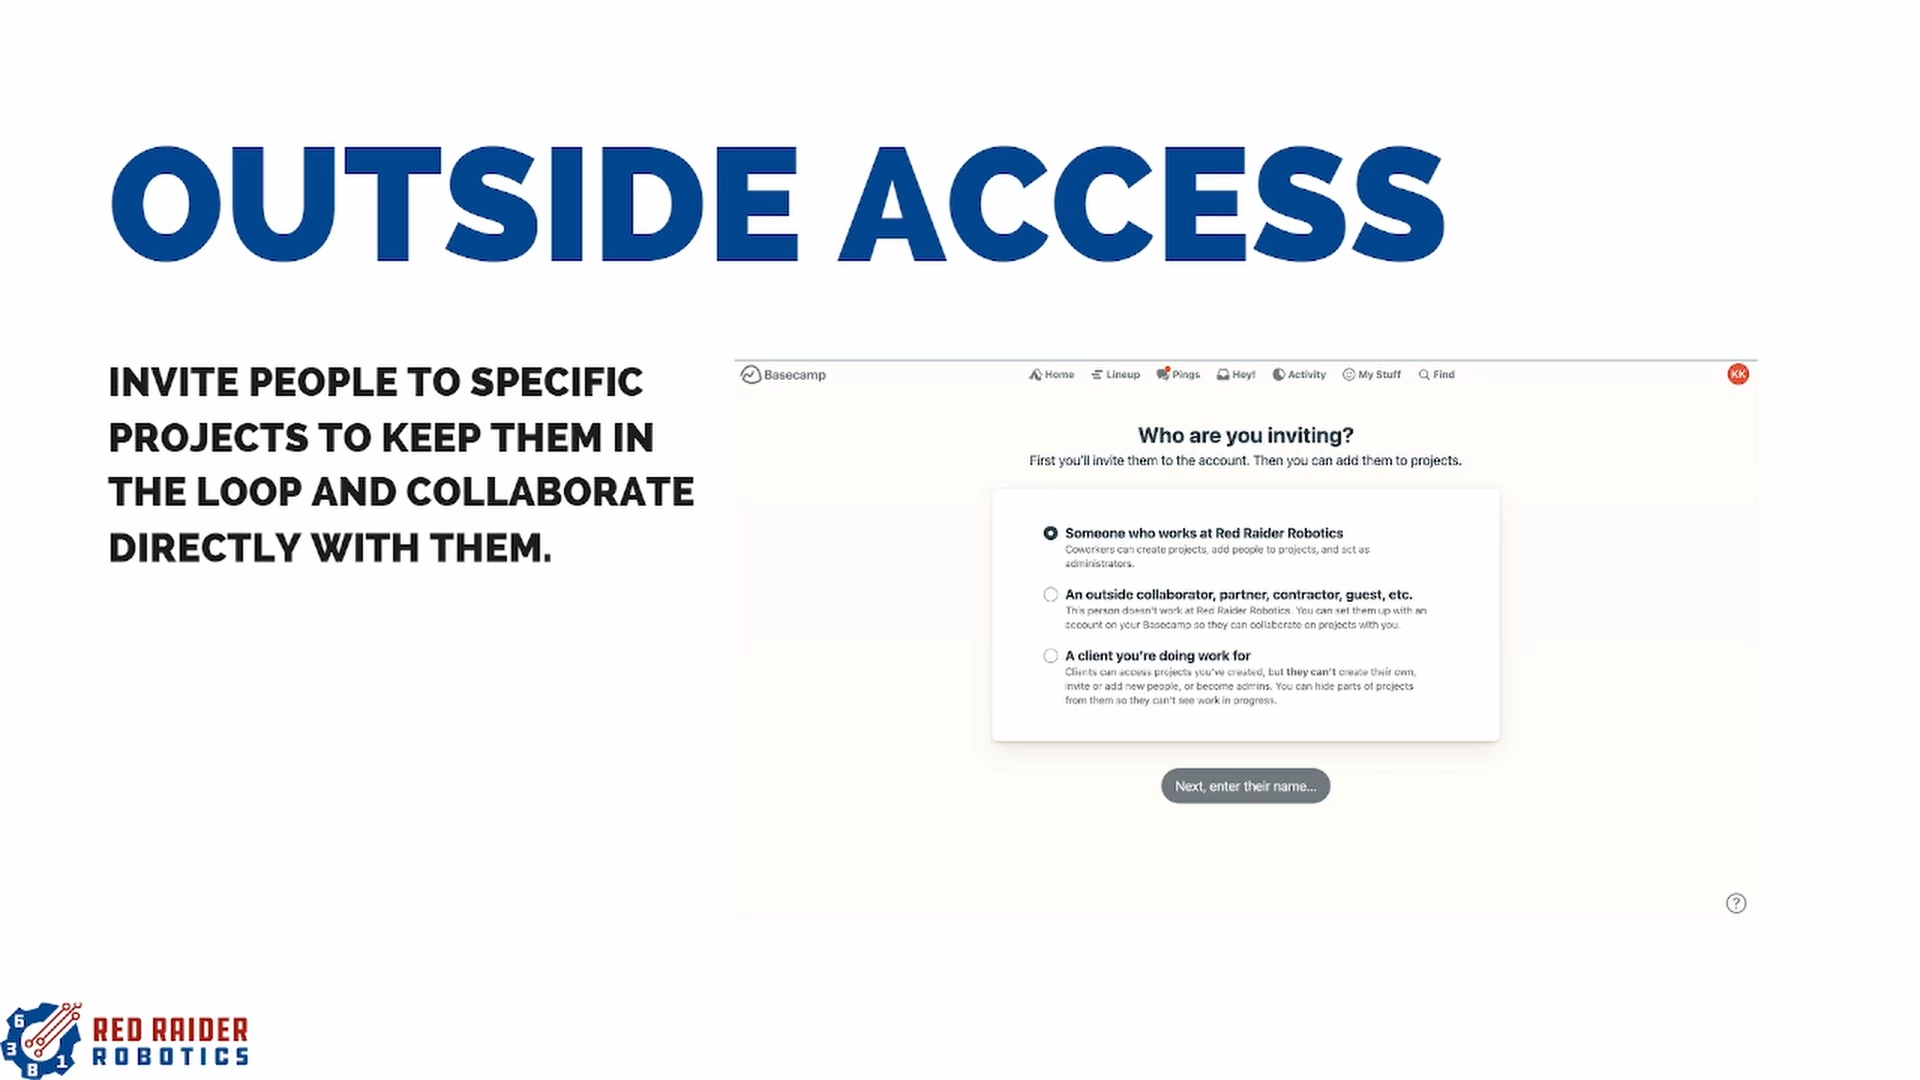 OUTSIDE ACCESS
INVITE PEOPLE TO SPECIFIC
PROJECTS TO KEEP THEM IN
THE LOOP AND COLLABORATE
DIRECTLY WITH THEM.
Basecamp
Home Lineup Pings Hey! Activity My Stuff Find
KK
Who are you inviting?
First you'll invite them to the account. Then you can add them to projects.
Someone who works at Red Raider Robotics
Coworkers can create projects, add people to projects, and act as
administrators.
An outside collaborator, partner, contractor, guest, etc.
This person doesn't work at Red Raider Robotics. You can set them up with an
account on your Basecamp so they can collaborate on projects with you.
A client you're doing work for
Clients can access projects you've created, but they can't create their own,
invite or add new people, or become admins. You can hide parts of projects
from them so they can't see work in progress.
Next, enter their name...
?
6
3
8
1
RED RAIDER
ROBOTICS